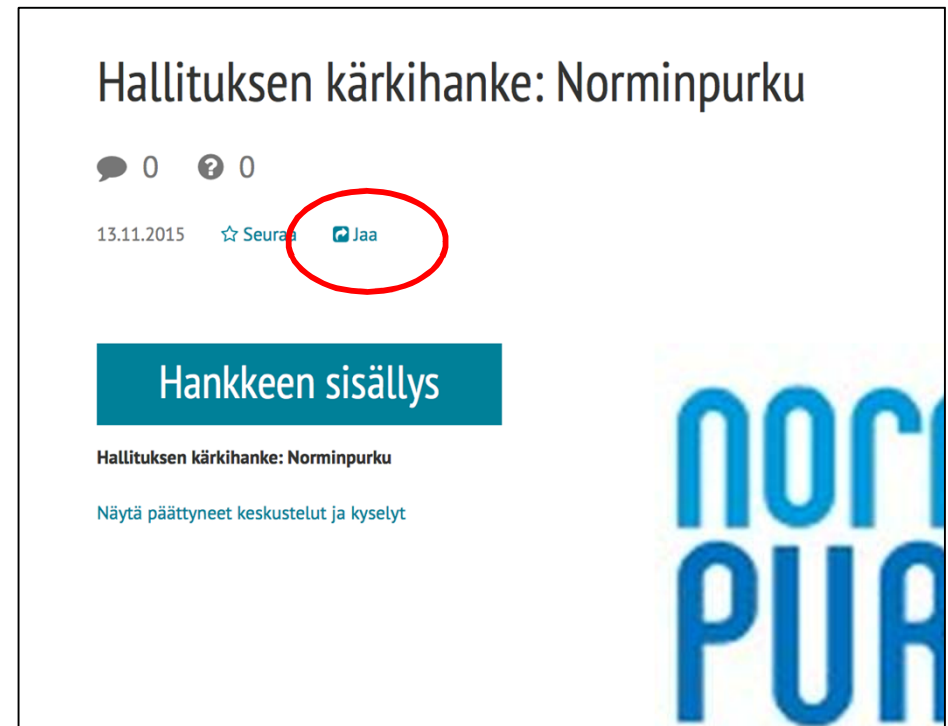 Hallituksen kärkihanke: Norminpurku
0 0
13.11.2015 Seuraa Jaa
Hankkeen sisällys
Hallituksen kärkihanke: Norminpurku
Näytä päättyneet keskustelut ja kyselyt